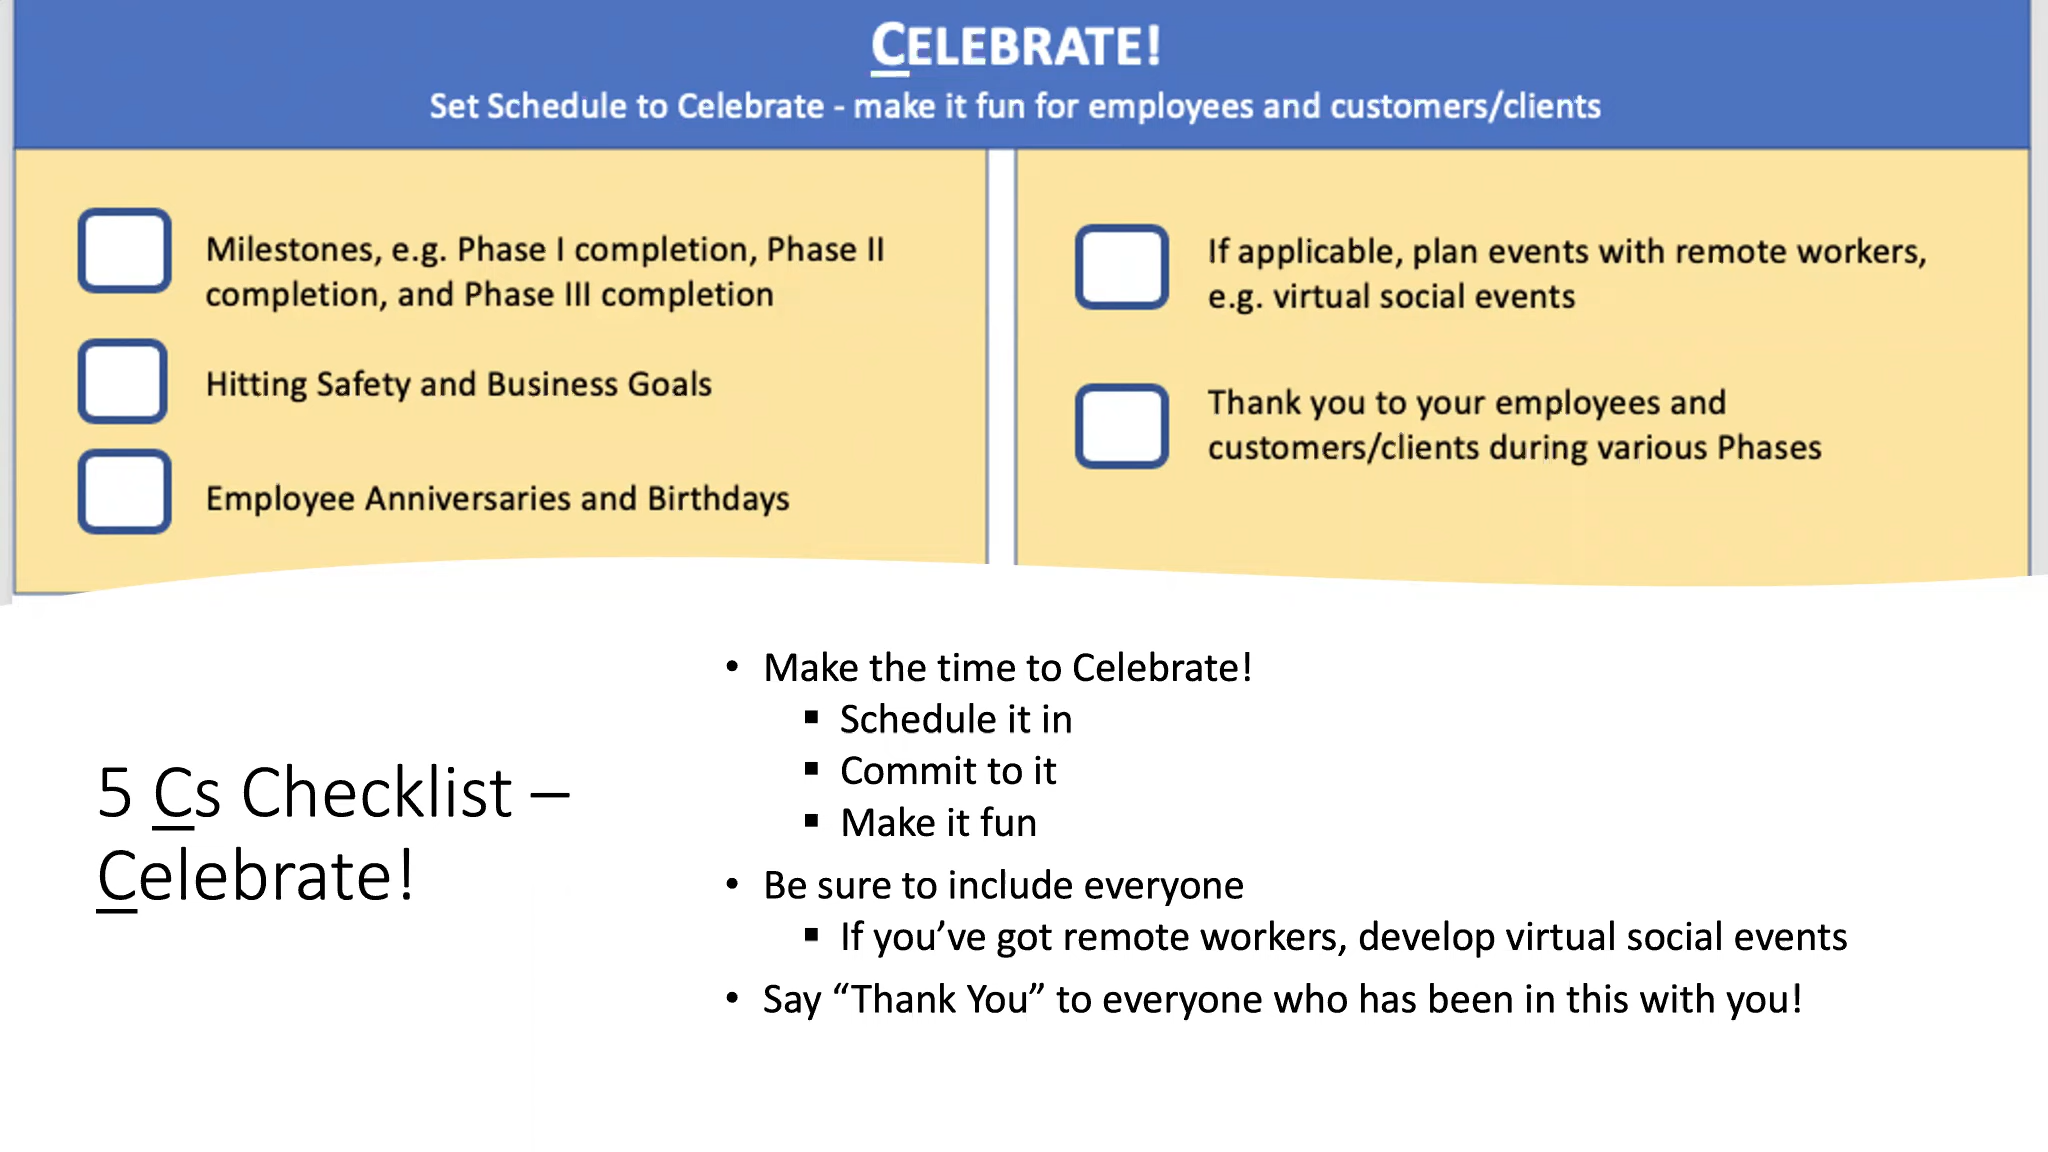 CELEBRATE!
Set Schedule to Celebrate - make it fun for employees and customers/clients
Milestones, e.g. Phase I completion, Phase II
completion, and Phase III completion
Hitting Safety and Business Goals
Employee Anniversaries and Birthdays
If applicable, plan events with remote workers,
e.g. virtual social events
Thank you to your employees and
customers/clients during various Phases
5 Cs Checklist –
Celebrate!
• Make the time to Celebrate!
▪ Schedule it in
▪ Commit to it
▪ Make it fun
• Be sure to include everyone
▪ If you’ve got remote workers, develop virtual social events
• Say “Thank You” to everyone who has been in this with you!